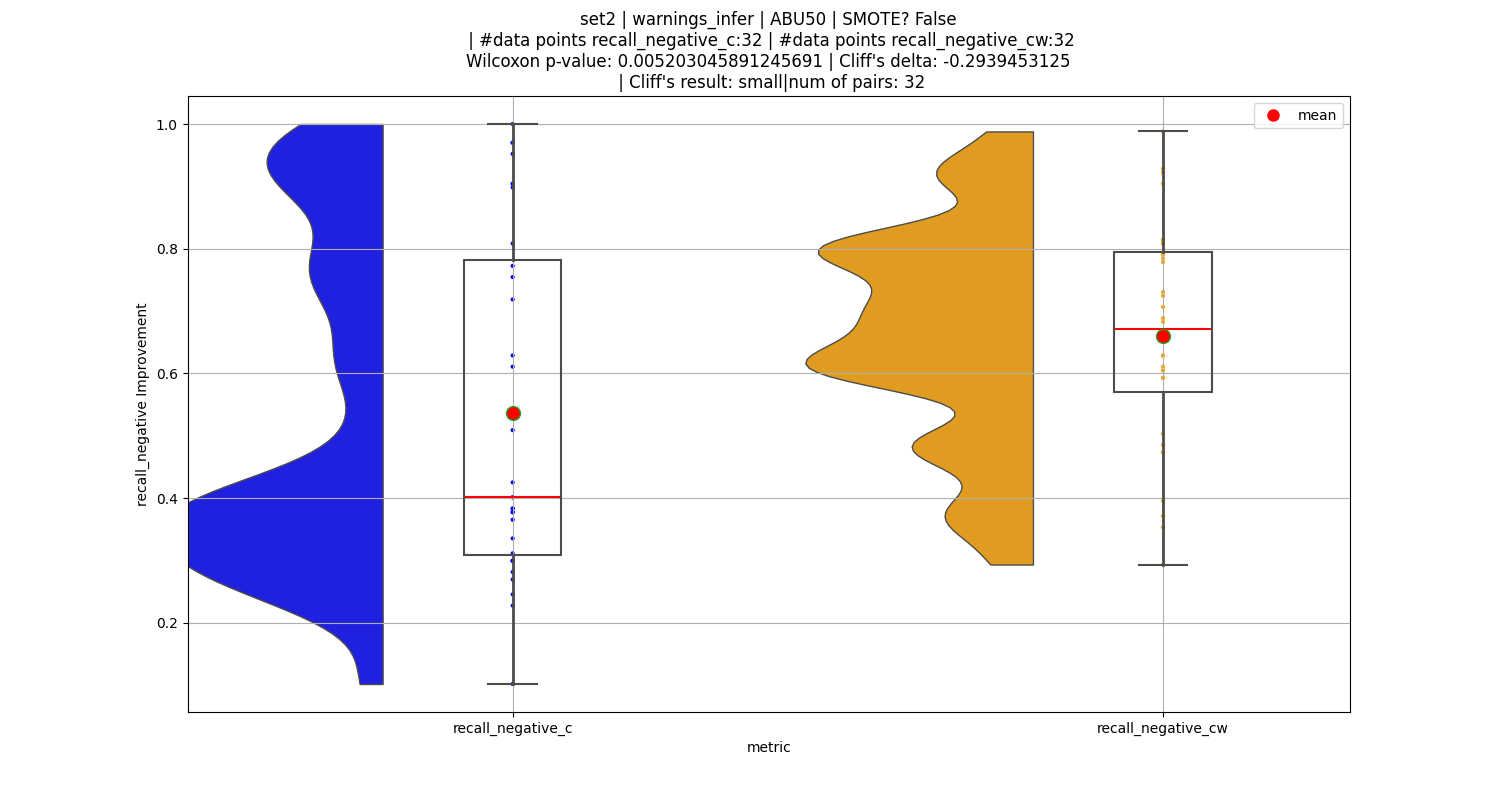 set2 | warnings_infer | ABU50 | SMOTE? False
| #data points recall_negative_c:32 | #data points recall_negative_cw:32
Wilcoxon p-value: 0.005203045891245691 | Cliff's delta: -0.2939453125
| Cliff's result: small|num of pairs: 32
mean
1.0
0.8
0.6
0.4
0.2
recall_negative Improvement
recall_negative_c
recall_negative_cw
metric